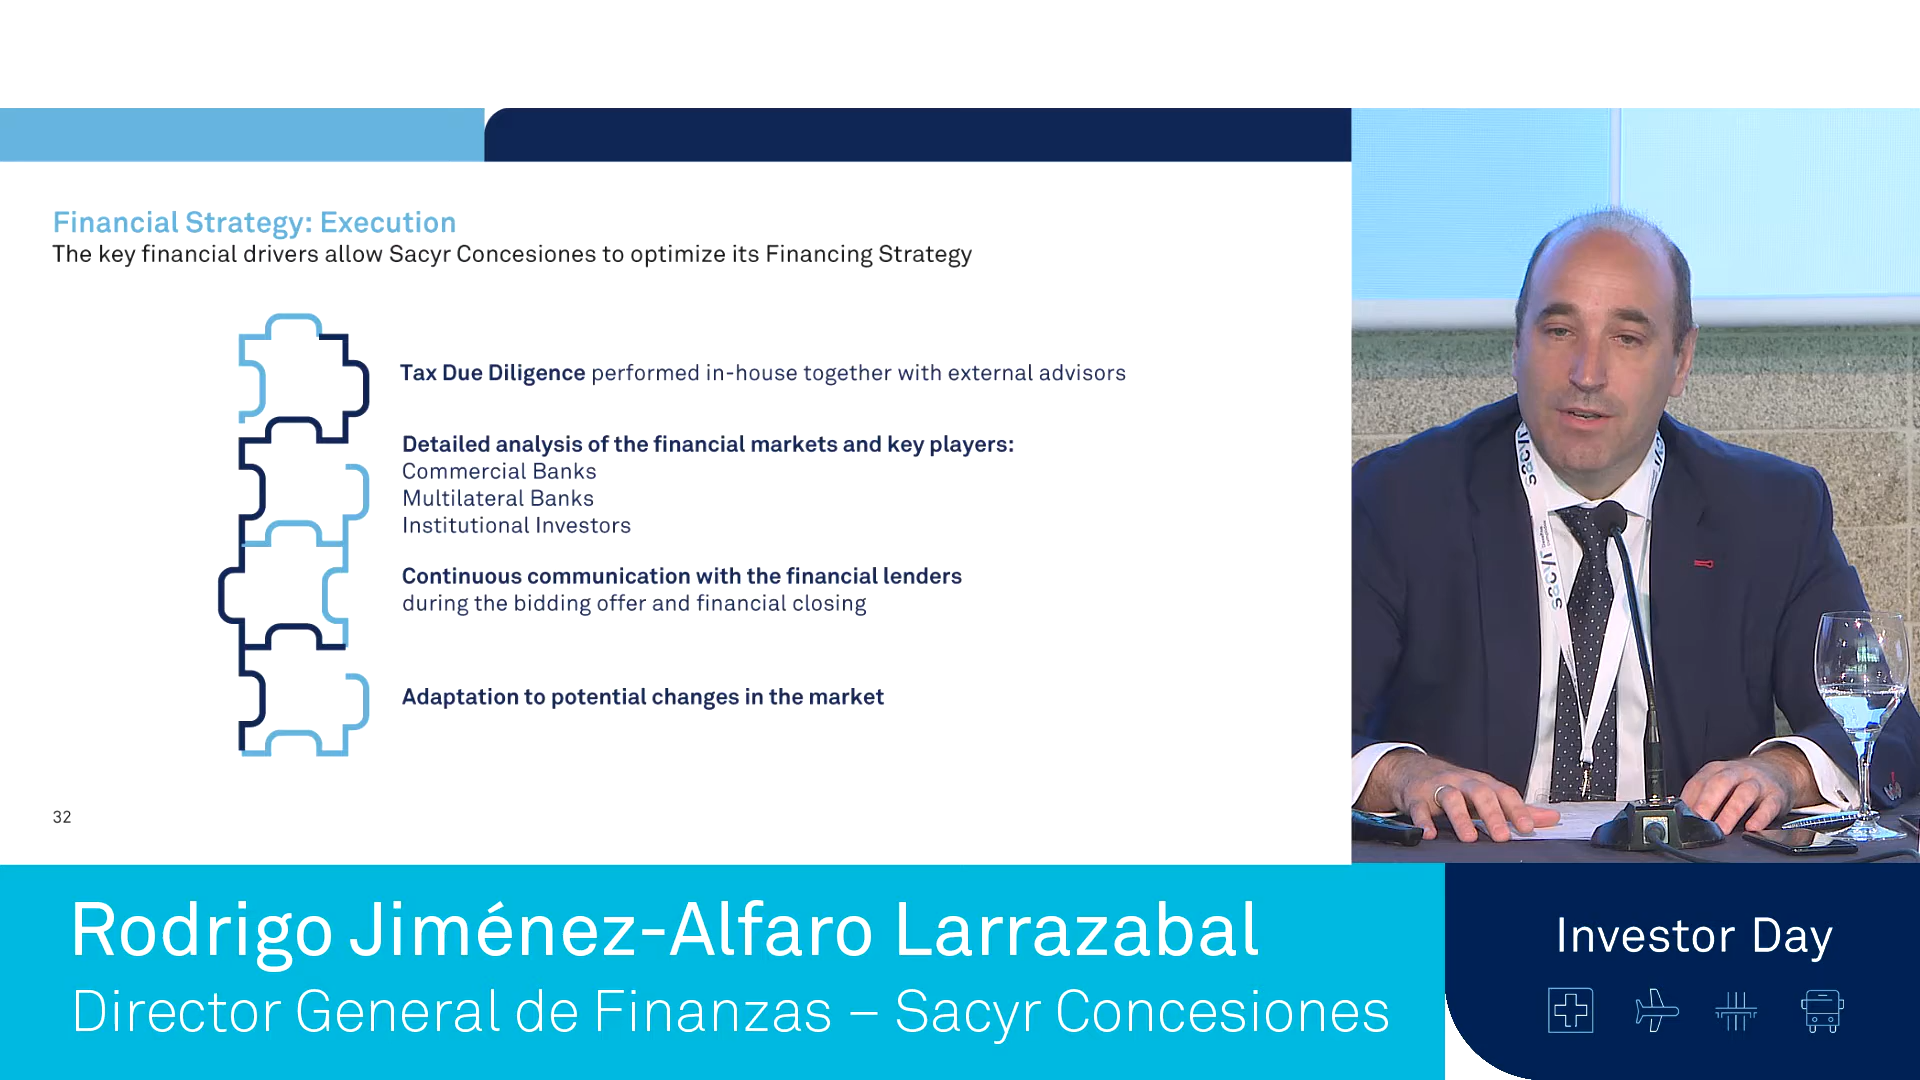 Financial Strategy: Execution
The key financial drivers allow Sacyr Concesiones to optimize its Financing Strategy
Tax Due Diligence performed in-house together with external advisors
Detailed analysis of the financial markets and key players:
Commercial Banks
Multilateral Banks
Institutional Investors
Continuous communication with the financial lenders
during the bidding offer and financial closing
Adaptation to potential changes in the market
32
sacyr
sacyr
Rodrigo Jiménez-Alfaro Larrazabal
Director General de Finanzas – Sacyr Concesiones
Investor Day